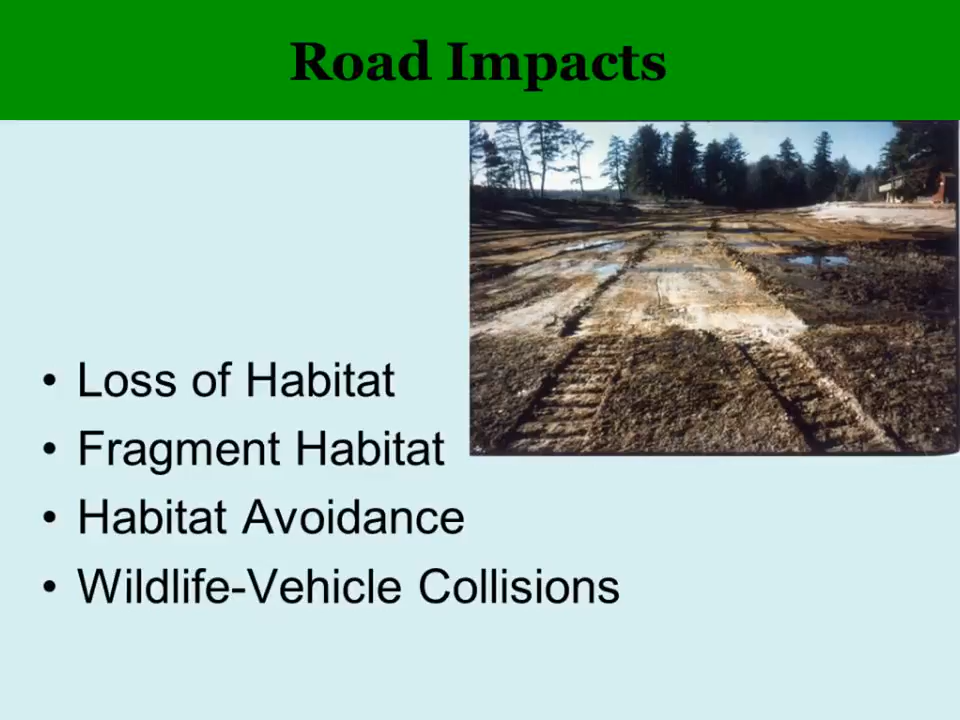 Road Impacts
• Loss of Habitat
• Fragment Habitat
• Habitat Avoidance
• Wildlife-Vehicle Collisions